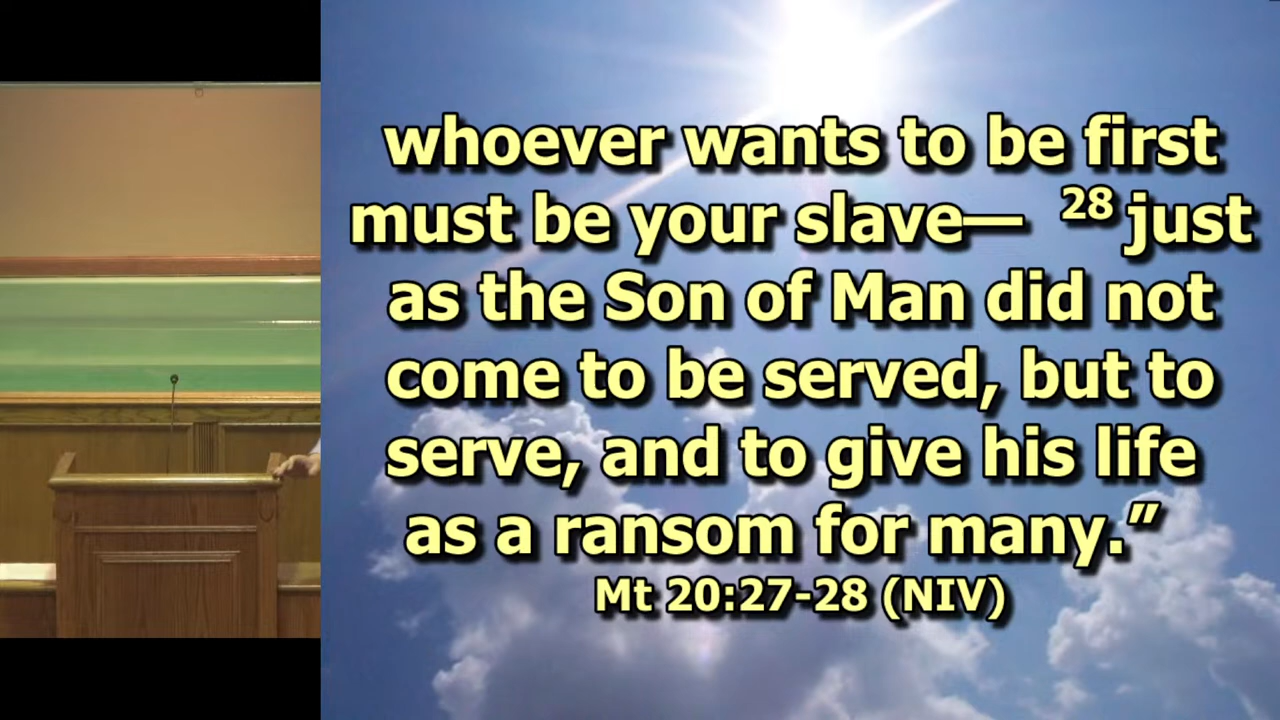 whoever wants to be first
must be your slave— 28 just
as the Son of Man did not
come to be served, but to
serve, and to give his life
as a ransom for many.”
Mt 20:27-28 (NIV)